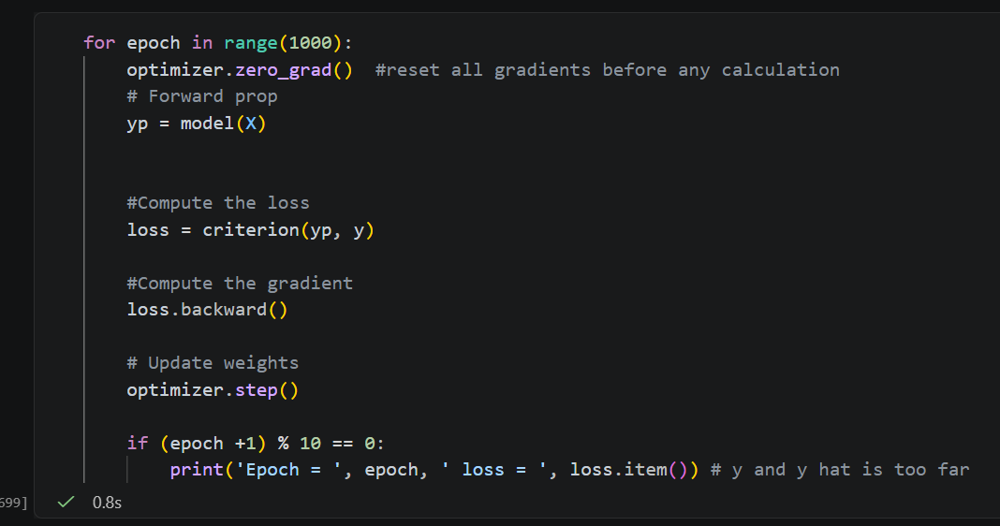 for epoch in range(1000):
optimizer.zero_grad()  #reset all gradients before any calculation
# Forward prop
yp = model(X)
#Compute the loss
loss = criterion(yp, y)
#Compute the gradient
loss.backward()
# Update weights
optimizer.step()
if (epoch +1) % 10 == 0:
print('Epoch = ', epoch, ' loss = ', loss.item()) # y and y hat is too far
699] ✓ 0.8s